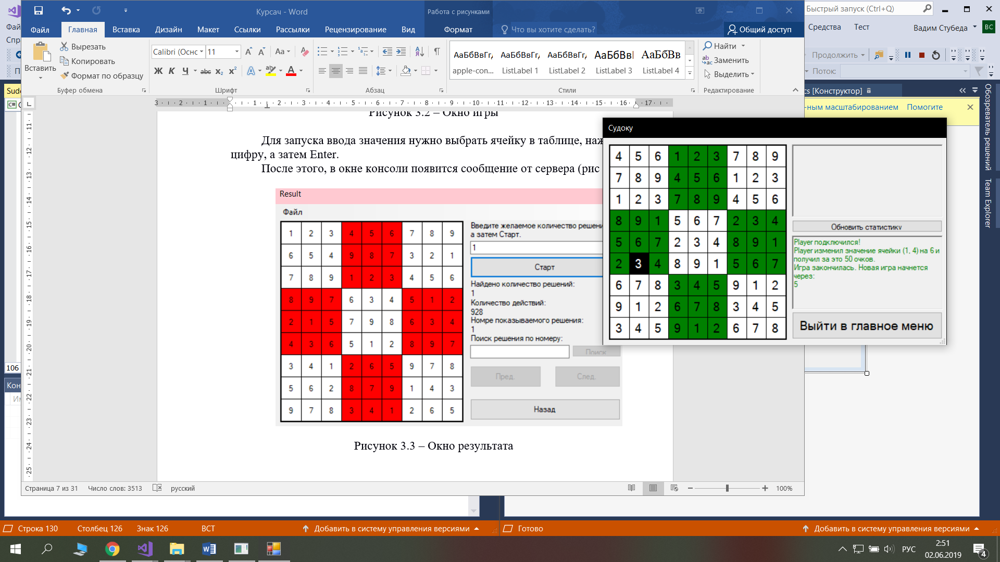 Курсач - Word
Работа с рисунками
Быстрый запуск (Ctrl+Q)
Файл
Главная
Вставка
Дизайн
Макет
Ссылки
Рассылки
Рецензирование
Вид
Формат
Что вы хотите сделать?
Общий доступ
Средства
Тест
Вадим Стубеда
ВС
Вставить
Вырезать
Копировать
Формат по образцу
Буфер обмена
Calibri (Оснс
11
Шрифт
Абзац
АаБбВвГг,
АаБбВвГг,
АаБбВвГг,
АаБбВвІ
АаБбВв
apple-con...
ListLabel 1
ListLabel 2
ListLabel 3
ListLabel 4
Стили
Найти
Заменить
Выделить
Редактирование
Продолжить
Поток:
cs [Конструктор]
-ным масштабированием
Помогите
Обозреватель решений
Team Explorer
Рисунок 3.2 – Окно игры
Для запуска ввода значения нужно выбрать ячейку в таблице, наж
цифру, а затем Enter.
После этого, в окне консоли появится сообщение от сервера (рис
Result
Файл
1 2 3 4 5 6 7 8 9
6 5 4 9 8 7 3 2 1
7 8 9 1 2 3 4 5 6
8 9 7 6 3 4 5 1 2
2 1 5 7 9 8 6 3 4
4 3 6 5 1 2 8 9 7
3 4 1 2 6 5 9 7 8
5 6 2 8 7 9 1 4 3
9 7 8 3 4 1 2 6 5
Введите желаемое количество решени
а затем Старт.
1
Старт
Найдено количество решений:
1
Количество действий:
928
Номре показываемого решения:
1
Поиск решения по номеру:
Поиск
Пред.
След.
Назад
Рисунок 3.3 – Окно результата
Судоку
4 5 6 1 2 3 7 8 9
7 8 9 4 5 6 1 2 3
1 2 3 7 8 9 4 5 6
8 9 1 5 6 7 2 3 4
5 6 7 2 3 4 8 9 1
2 3 4 8 9 1 5 6 7
6 7 8 3 4 5 9 1 2
9 1 2 6 7 8 3 4 5
3 4 5 9 1 2 6 7 8
Обновить статистику
Player подключился!
Player изменил значение ячейки (1, 4) на 6 и
получил за это 50 очков.
Игра закончилась. Новая игра начнется
через:
5
Выйти в главное меню
106
Страница 7 из 31
Число слов: 3513
русский
100%
Строка 130
Столбец 126
Знак 126
ВСТ
Добавить в систему управления версиями
Готово
Добавить в систему управления версиями
РУС
2:51
02.06.2019
4